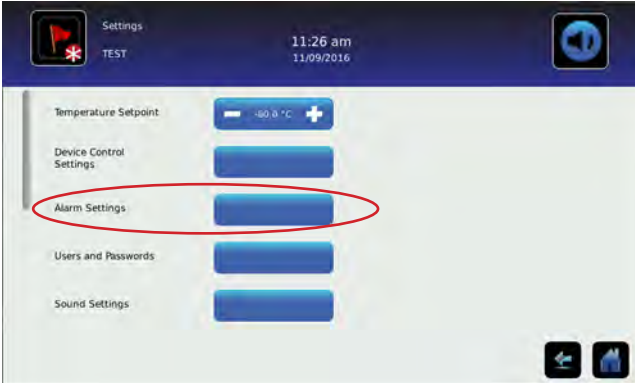 Settings
TEST
11:26 am
11/09/2016
Temperature Setpoint
-80.0 °C
Device Control
Settings
Alarm Settings
Users and Passwords
Sound Settings